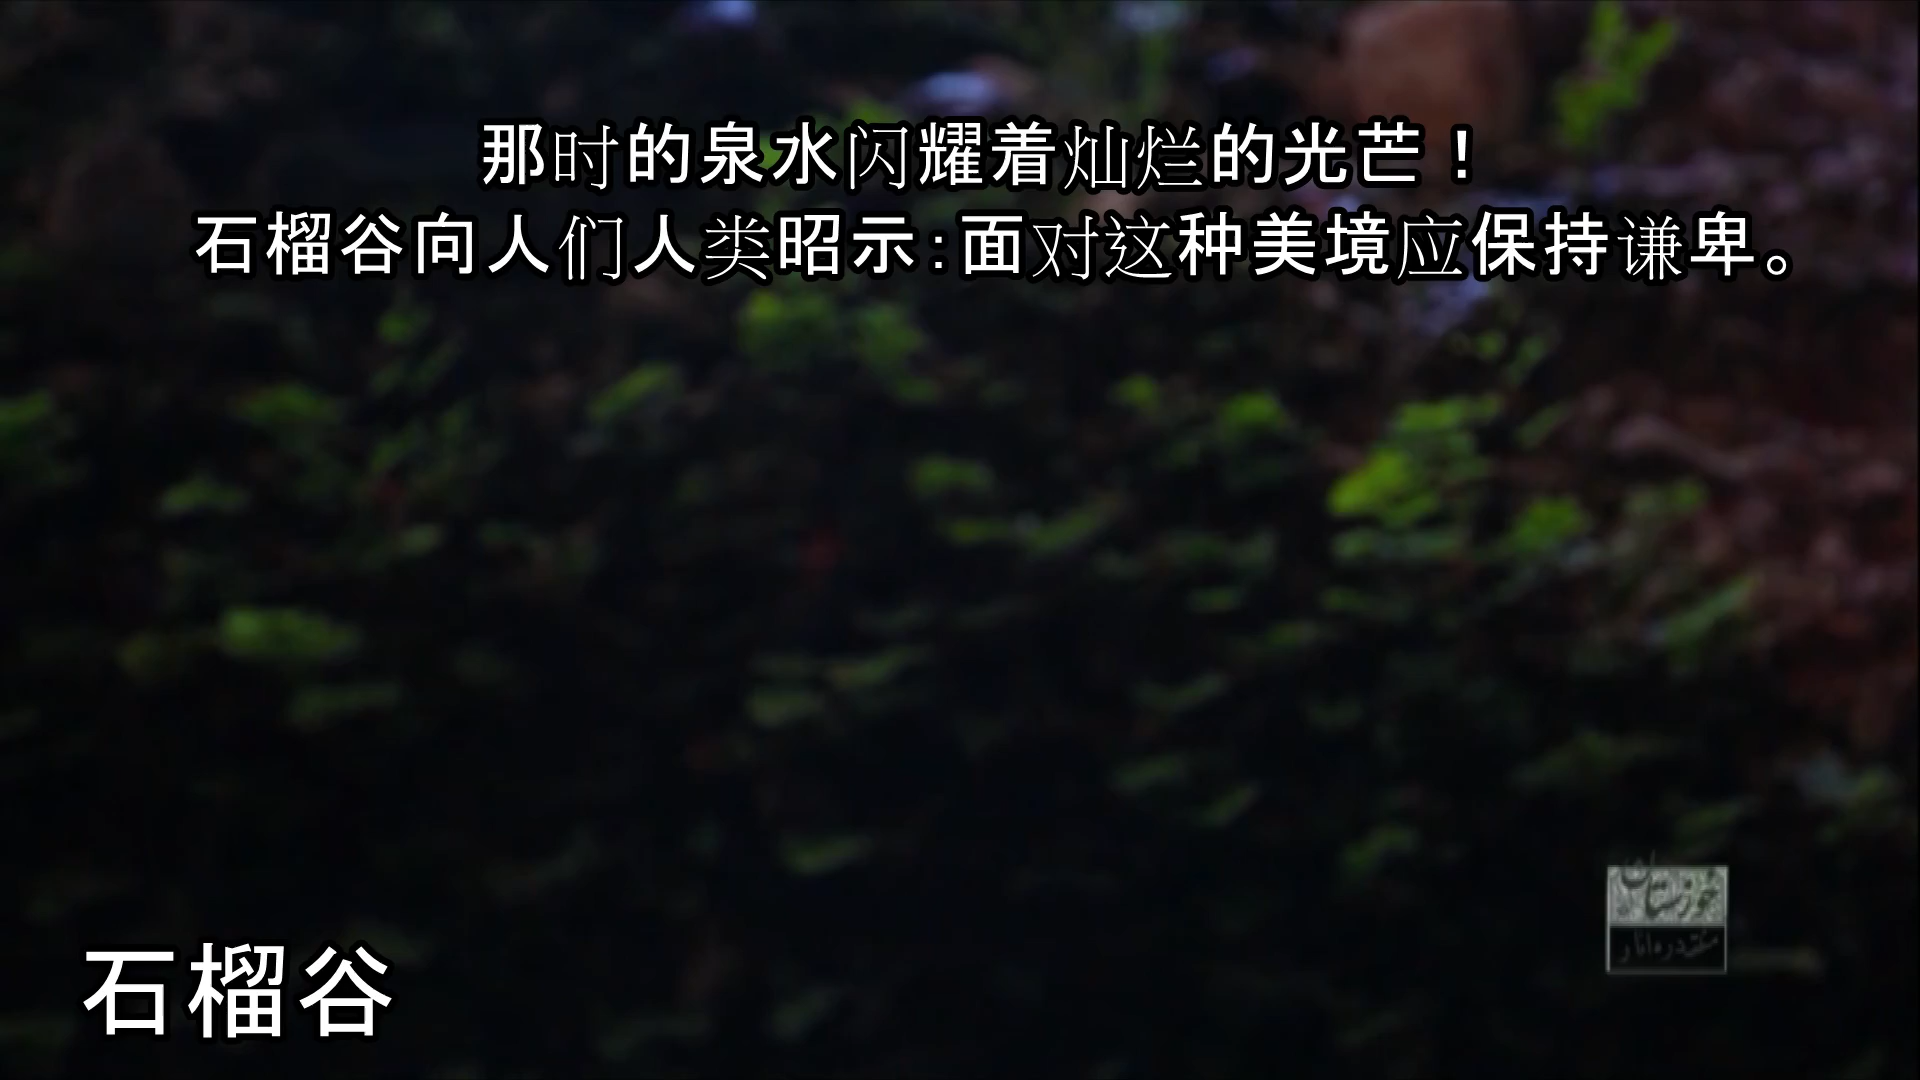 那时的泉水闪耀着灿烂的光芒！
石榴谷向人们人类昭示:面对这种美境应保持谦卑。
石榴谷
خوزستان